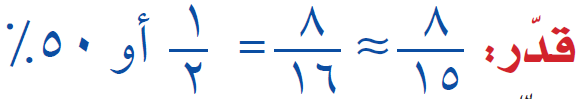 قدّر: ٨/١٥ ≈ ٨/١٦ = ١/٢ أو ٥٠٪